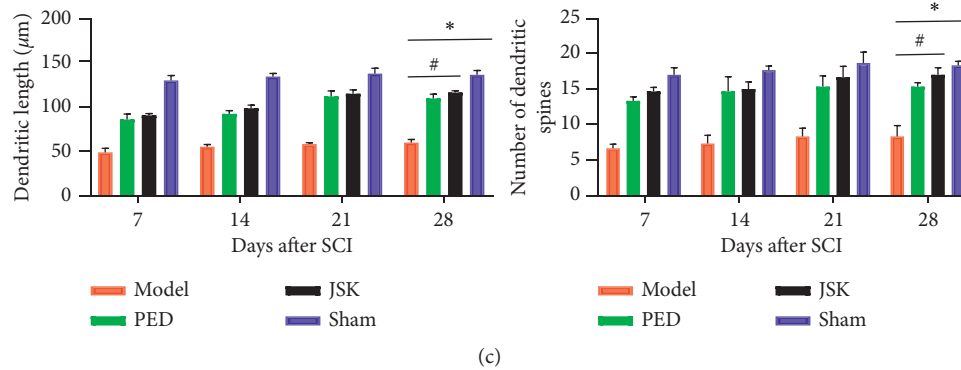 Dendritic length (μm)
200
150
100
50
0
*
#
7 14 21 28
Days after SCI
Model JSK
PED Sham
Number of dendritic
spines
25
20
15
10
5
0
*
#
7 14 21 28
Days after SCI
Model JSK
PED Sham
(c)